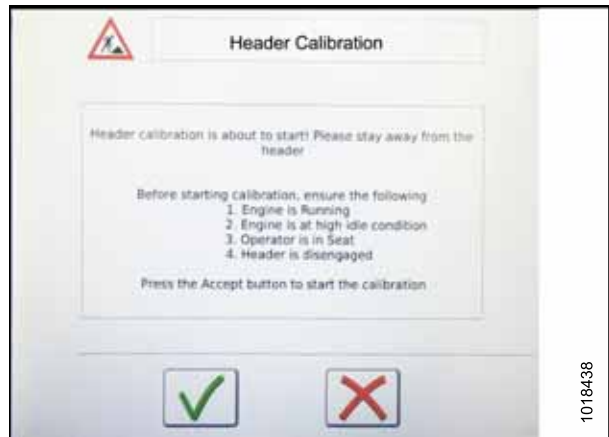 Header Calibration
Header calibration is about to start! Please stay away from the
header
Before starting calibration, ensure the following
1. Engine is Running
2. Engine is at high idle condition
3. Operator is in Seat
4. Header is disengaged
Press the Accept button to start the calibration
1018438